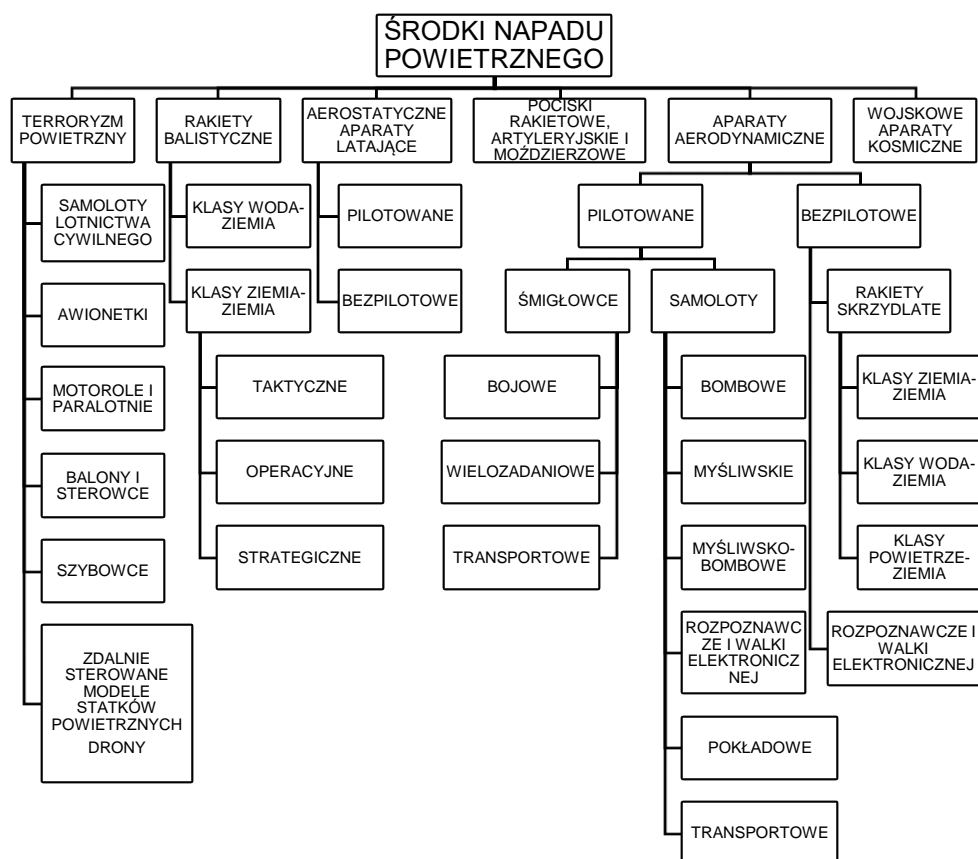 ŚRODKI NAPADU
POWIETRZNEGO
TERRORYZM
POWIETRZNY
RAKIETY
BALISTYCZNE
AEROSTATYCZNE
APARATY
LATAJĄCE
POCISKI
RAKIETOWE,
ARTYLERYJSKIE I
MOŹDZIERZOWE
APARATY
AERODYNAMICZNE
WOJSKOWE
APARATY
KOSMICZNE
SAMOLOTY
LOTNICTWA
CYWILNEGO
AWIONETKI
MOTOROLE I
PARALOTNIE
BALONY I
STEROWCE
SZYBOWCE
ZDALNIE
STEROWANE
MODELE
STATKÓW
POWIETRZNYCH
DRONY
KLASY WODA-
ZIEMIA
KLASY ZIEMIA-
ZIEMIA
TAKTYCZNE
OPERACYJNE
STRATEGICZNE
PILOTOWANE
BEZPILOTOWE
PILOTOWANE
ŚMIGŁOWCE
BOJOWE
WIELOZADANIOWE
TRANSPORTOWE
SAMOLOTY
BOMBOWE
MYŚLIWSKIE
MYŚLIWSKO-
BOMBOWE
ROZPOZNAWC
ZE I WALKI
ELEKTRONICZ
NEJ
POKŁADOWE
TRANSPORTOWE
BEZPILOTOWE
RAKIETY
SKRZYDLATE
KLASY ZIEMIA-
ZIEMIA
KLASY WODA-
ZIEMIA
KLASY
POWIETRZE-
ZIEMIA
ROZPOZNAWCZE I
WALKI
ELEKTRONICZNEJ